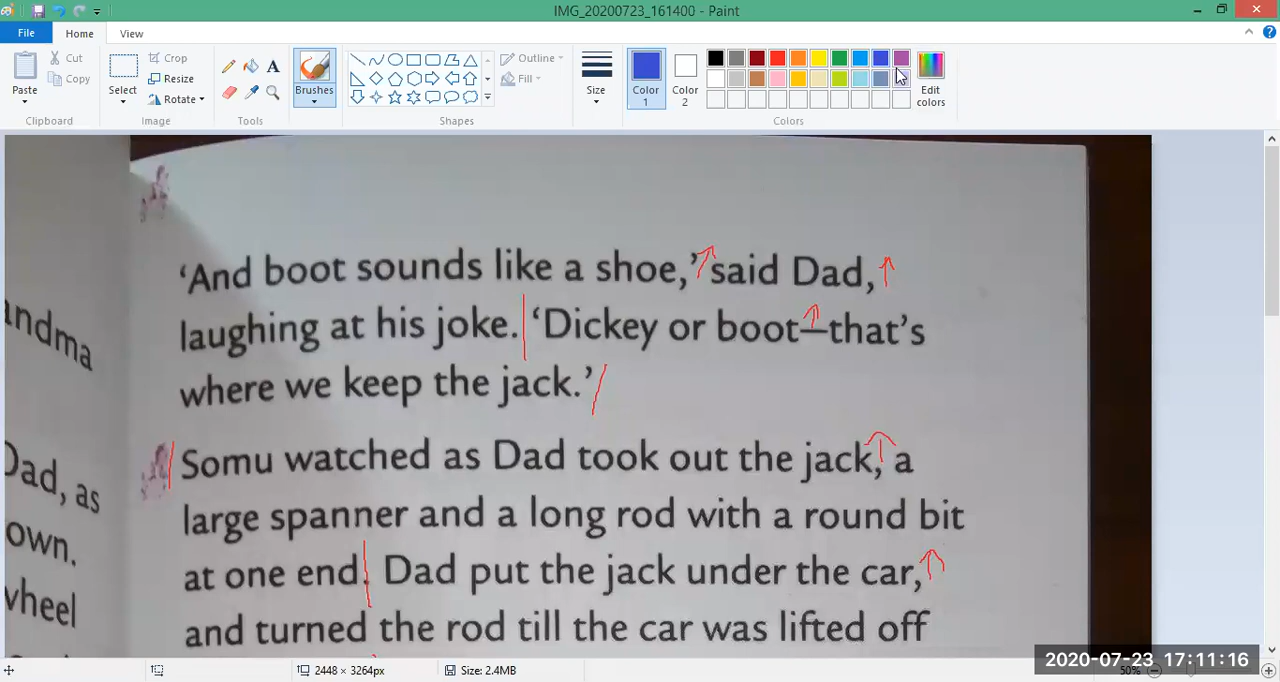 IMG_20200723_161400 - Paint
File
Home
View
Paste
Cut
Copy
Clipboard
Select
Crop
Resize
Rotate
Image
A
Tools
Brushes
Outline
Fill
Shapes
Size
Color
1
Color
2
Edit
colors
Colors
andma
Dad, as
own.
wheel
‘And boot sounds like a shoe,’ said Dad,
laughing at his joke. ‘Dickey or boot—that’s
where we keep the jack.’
Somu watched as Dad took out the jack, a
large spanner and a long rod with a round bit
at one end. Dad put the jack under the car,
and turned the rod till the car was lifted off
2448 × 3264px
Size: 2.4MB
50%
2020-07-23 17:11:16